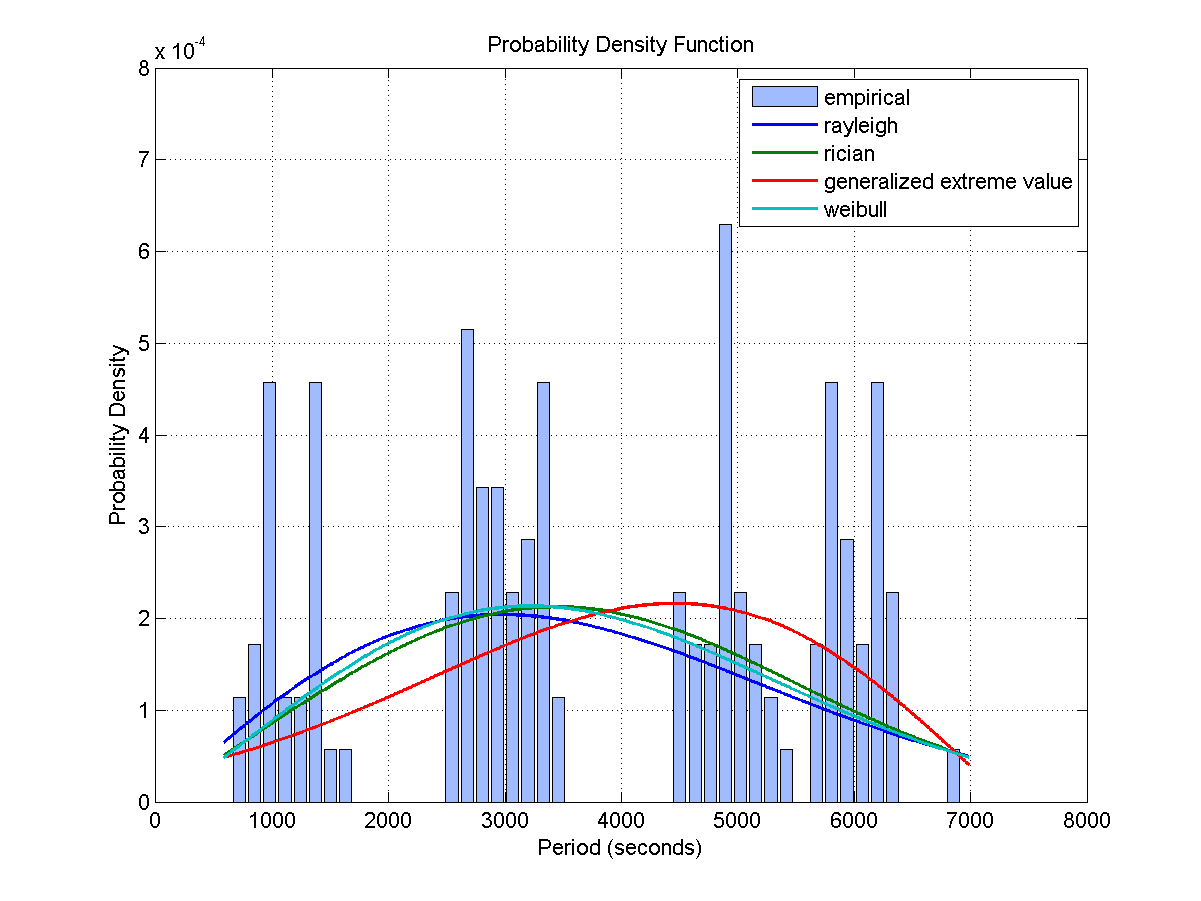 Probability Density Function
x 10-4
8
7
6
5
4
3
2
1
0
Probability Density
0 1000 2000 3000 4000 5000 6000 7000 8000
Period (seconds)
empirical
rayleigh
rician
generalized extreme value
weibull